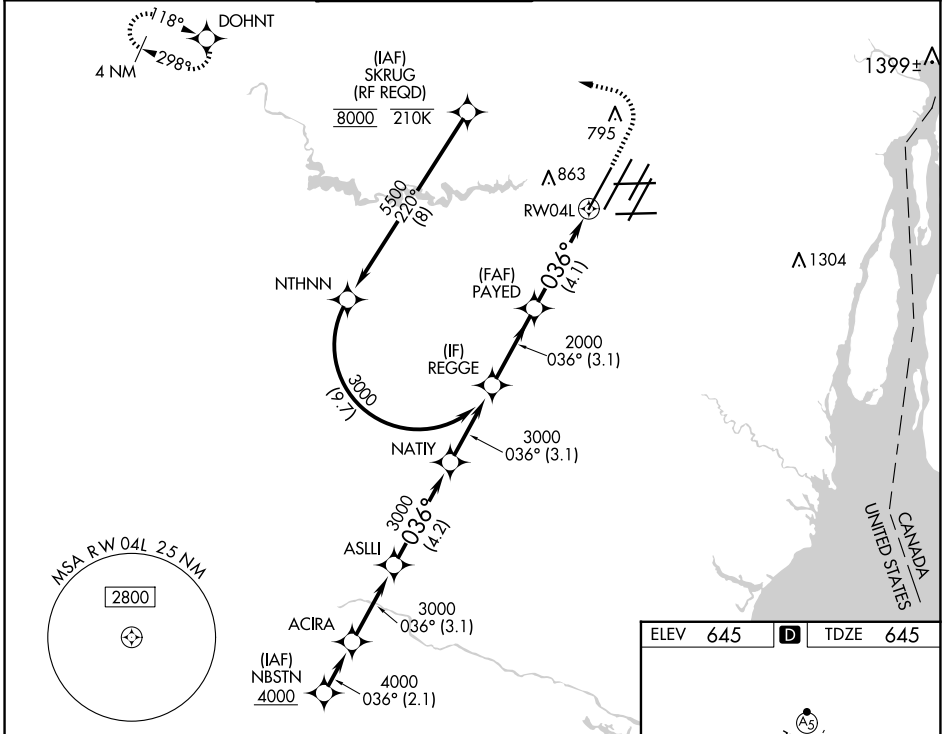 118°
DOHNT
298°
4 NM
(IAF)
SKRUG
(RF REQD)
8000 210K
1399±
795
863
RW04L
5500
220°
(8)
1304
NTHNN
(FAF)
PAYED
036°
(4.1)
(IF)
REGGE
2000
036° (3.1)
3000
(9.7)
NATIY
3000
036° (3.1)
3000
036°
(4.2)
ASLLI
CANADA
UNITED STATES
MSA RW 04L 25 NM
2800
ACIRA
3000
036° (3.1)
(IAF)
NBSTN
4000
4000
036° (2.1)
ELEV 645 D TDZE 645
A5